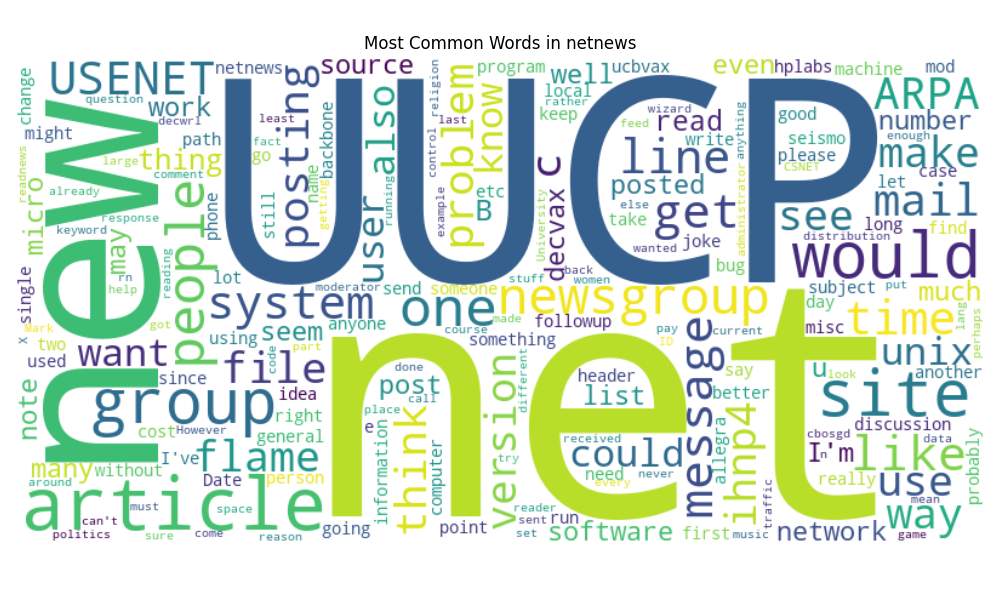 Most Common Words in netnews
USENET netnews posting source problem program well ucbvax even hplabs machine mod
change question decwrl work least also religion know local rather keep wizard feed read anything good ARPA
might path fact last etc line write seismo number enough
new thing large go name backbone user control B c posted please CSNET make
readnews micro already comment phone still getting running example University decvax take else get administrator see let case mail
response keyword people may reading lot wanted joke bug long find
UUCP
rn help system moderator send someone back stuff women distribution would
single using one newsgroup subject put much
x Mark two got seem anyone course made followup pay current day misc time lang perhaps
used want since file code part something ID message say unix another
note group idea done different header list better u look site
cost However right place call post version
many without I've flame general e think try received could allegra ihnp4 cbosgd discussion I'm n data like probably
around Date person information computer need never every really mean use
article space reader sent run traffic way
can't must going point set software first music network game
politics sure come reason
net